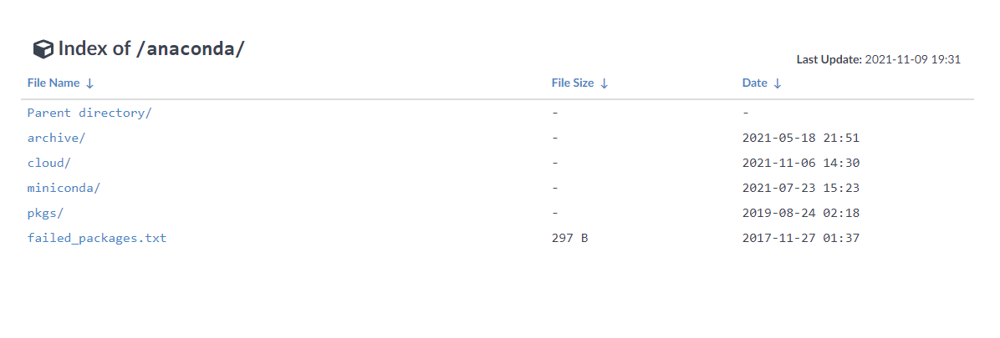 Index of /anaconda/
Last Update: 2021-11-09 19:31
File Name ↓ File Size ↓ Date ↓
Parent directory/ - -
archive/ - 2021-05-18 21:51
cloud/ - 2021-11-06 14:30
miniconda/ - 2021-07-23 15:23
pkgs/ - 2019-08-24 02:18
failed_packages.txt 297 B 2017-11-27 01:37